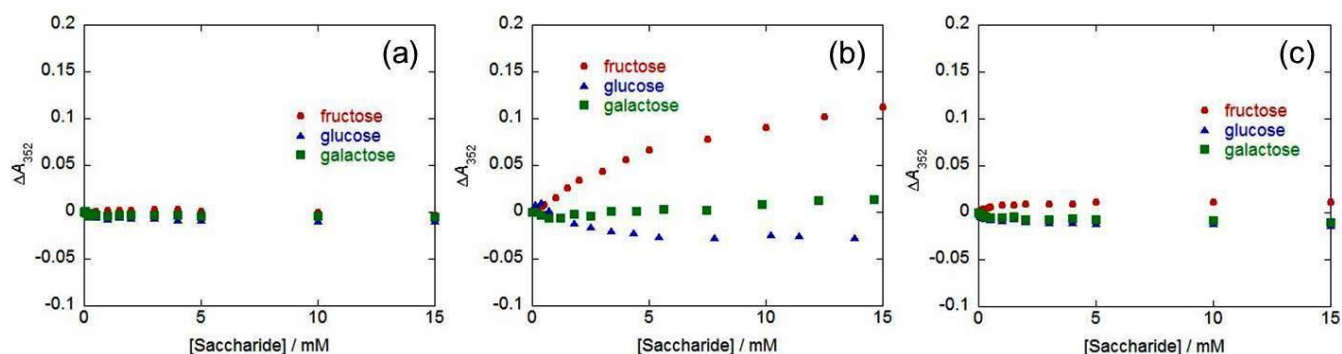 (a)
0.2
0.15
0.1
0.05
0
-0.05
-0.1
ΔA352
fructose
glucose
galactose
0 5 10 15
[Saccharide] / mM
(b)
0.2
0.15
0.1
0.05
0
-0.05
-0.1
ΔA352
fructose
glucose
galactose
0 5 10 15
[Saccharide] / mM
(c)
0.2
0.15
0.1
0.05
0
-0.05
-0.1
ΔA352
fructose
glucose
galactose
0 5 10 15
[Saccharide] / mM